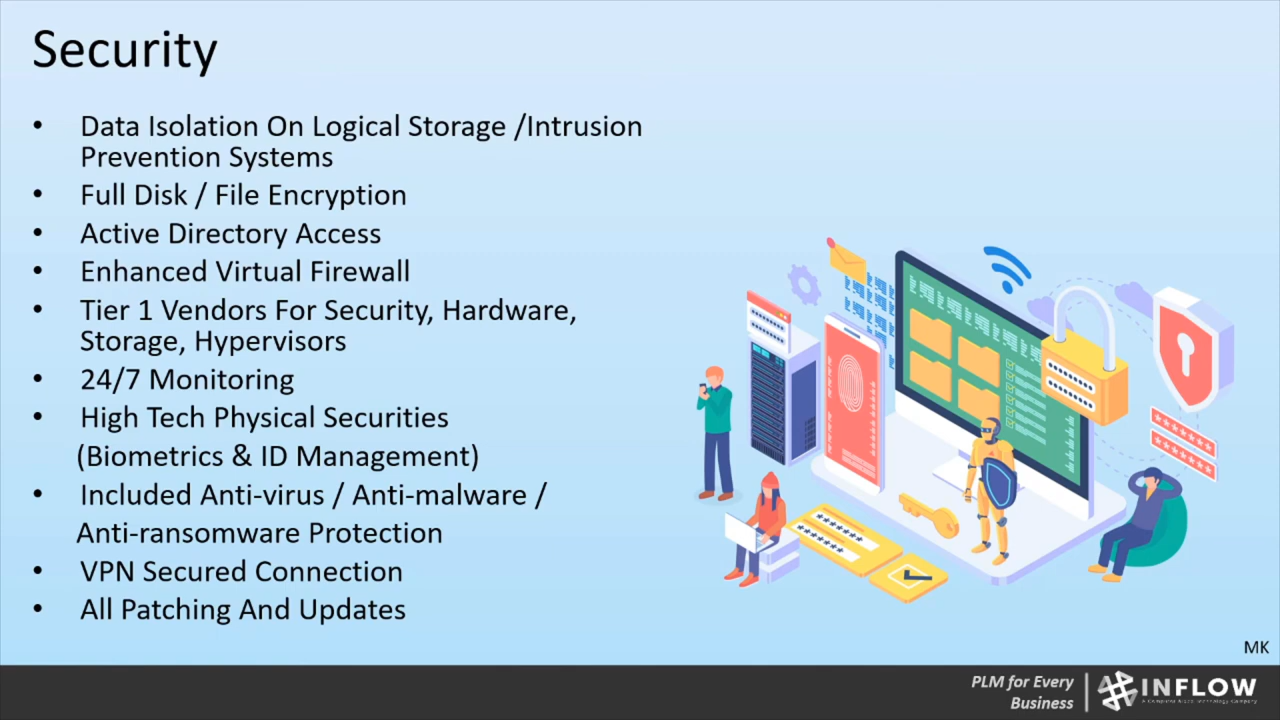 Security
• Data Isolation On Logical Storage /Intrusion
Prevention Systems
• Full Disk / File Encryption
• Active Directory Access
• Enhanced Virtual Firewall
• Tier 1 Vendors For Security, Hardware,
Storage, Hypervisors
• 24/7 Monitoring
• High Tech Physical Securities
(Biometrics & ID Management)
• Included Anti-virus / Anti-malware /
Anti-ransomware Protection
• VPN Secured Connection
• All Patching And Updates
MK
PLM for Every
Business
INFLOW